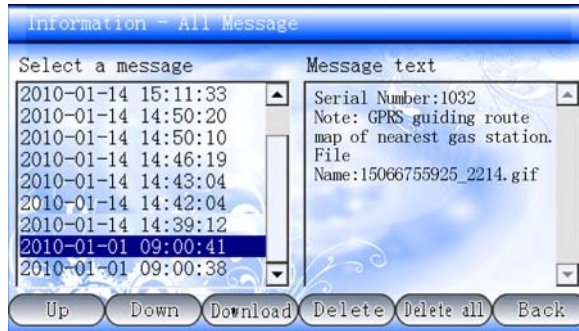 Information - All Message
Select a message
2010-01-14 15:11:33
2010-01-14 14:50:20
2010-01-14 14:50:10
2010-01-14 14:46:19
2010-01-14 14:43:04
2010-01-14 14:42:04
2010-01-14 14:39:12
2010-01-01 09:00:41
2010-01-01 09:00:38
Message text
Serial Number:1032
Note: GPRS guiding route
map of nearest gas station.
File
Name:15066755925_2214.gif
Up Down Download Delete Delete all Back